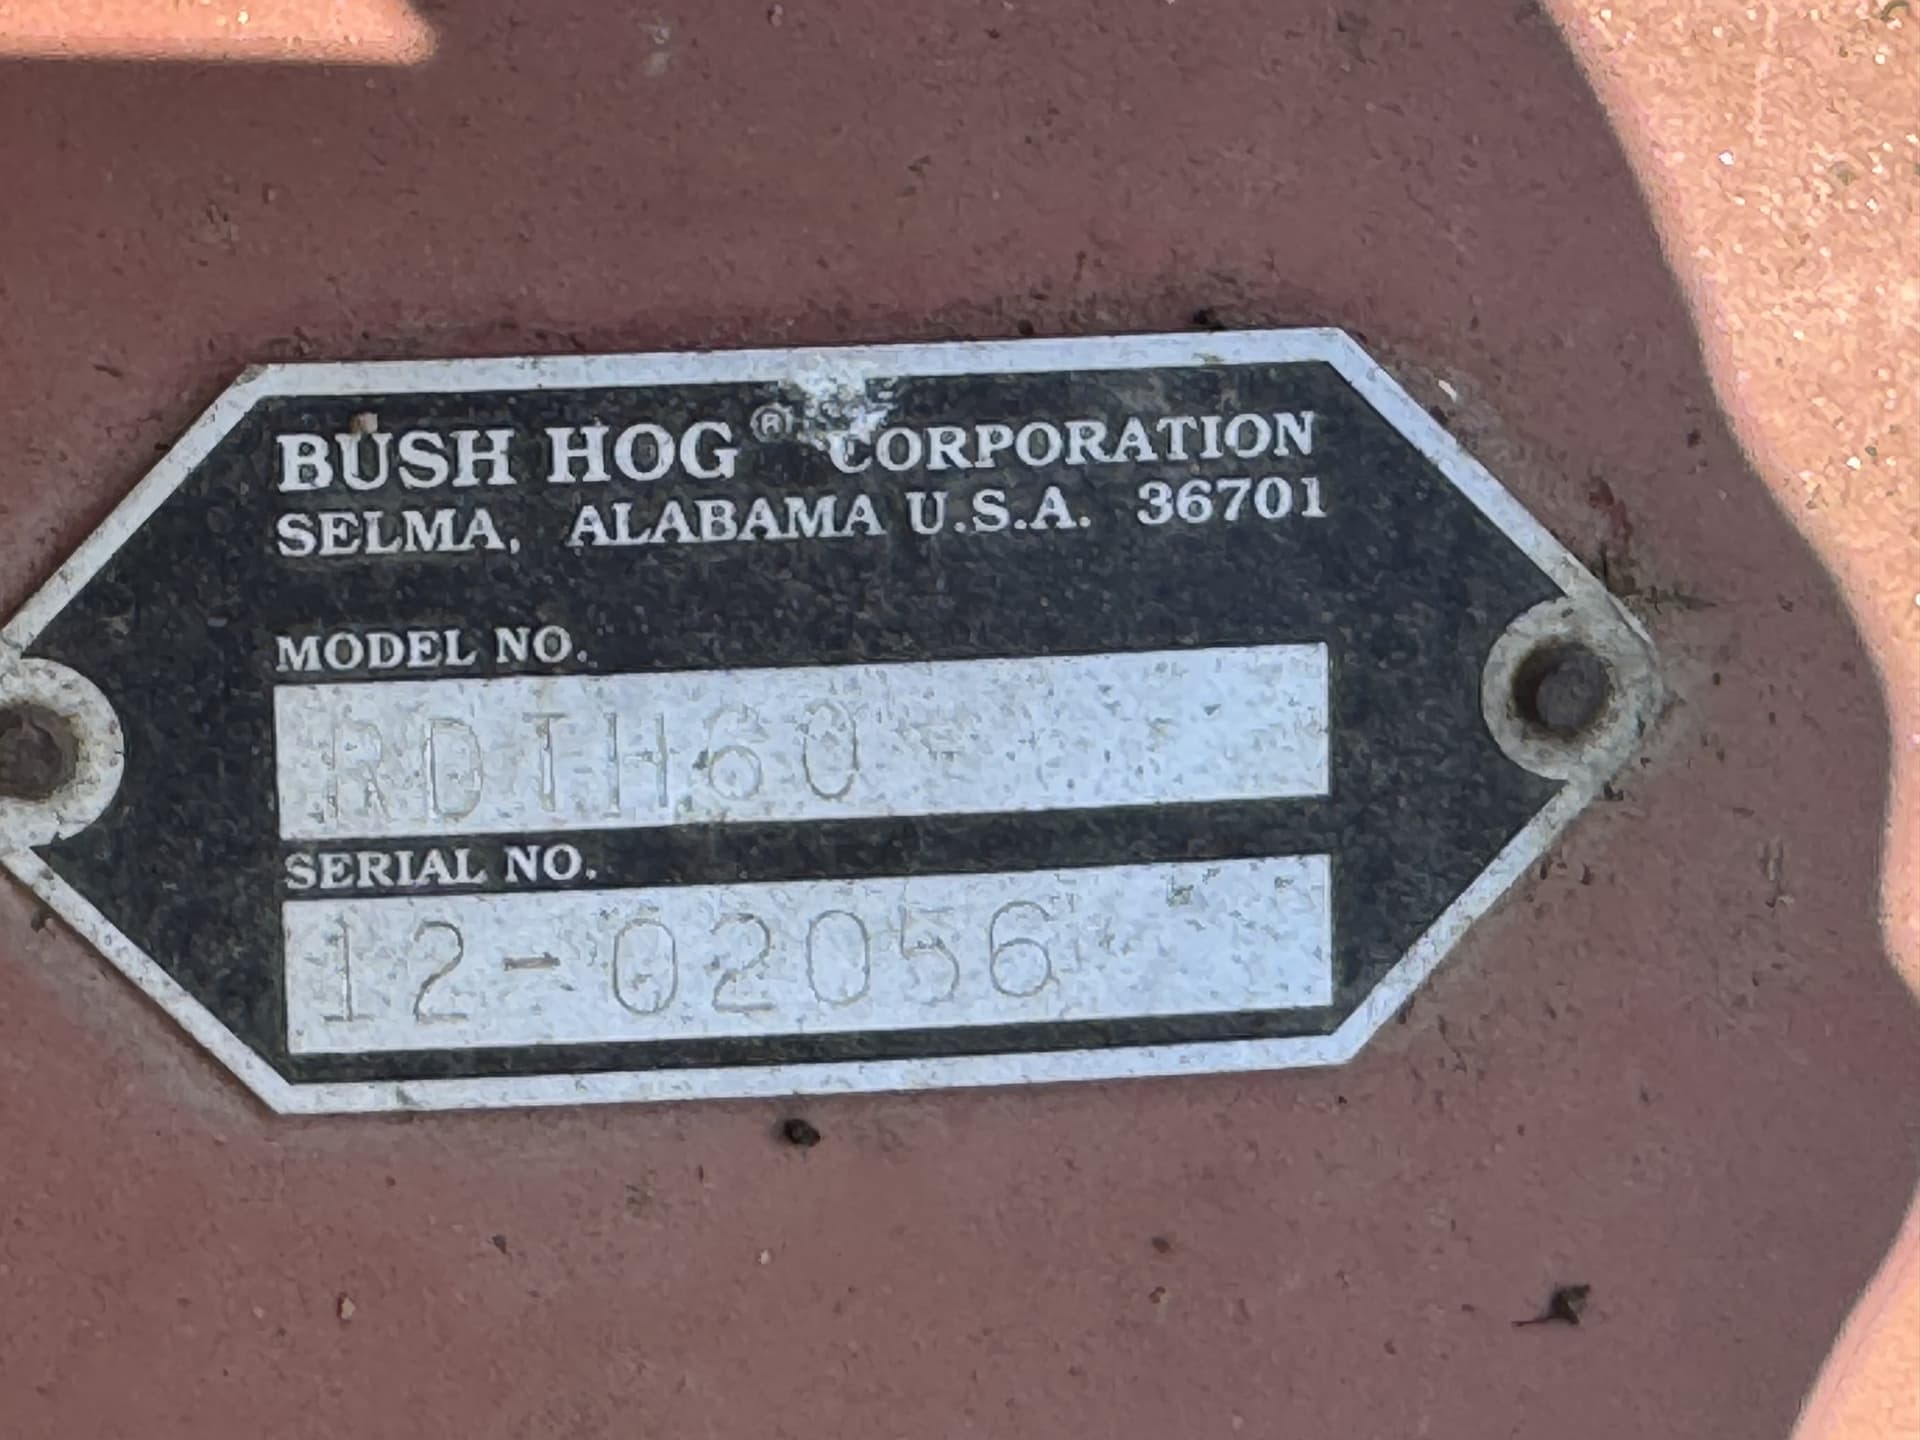 BUSH HOG® CORPORATION
SELMA, ALABAMA U.S.A. 36701
MODEL NO.
RDTH60
SERIAL NO.
12-02056